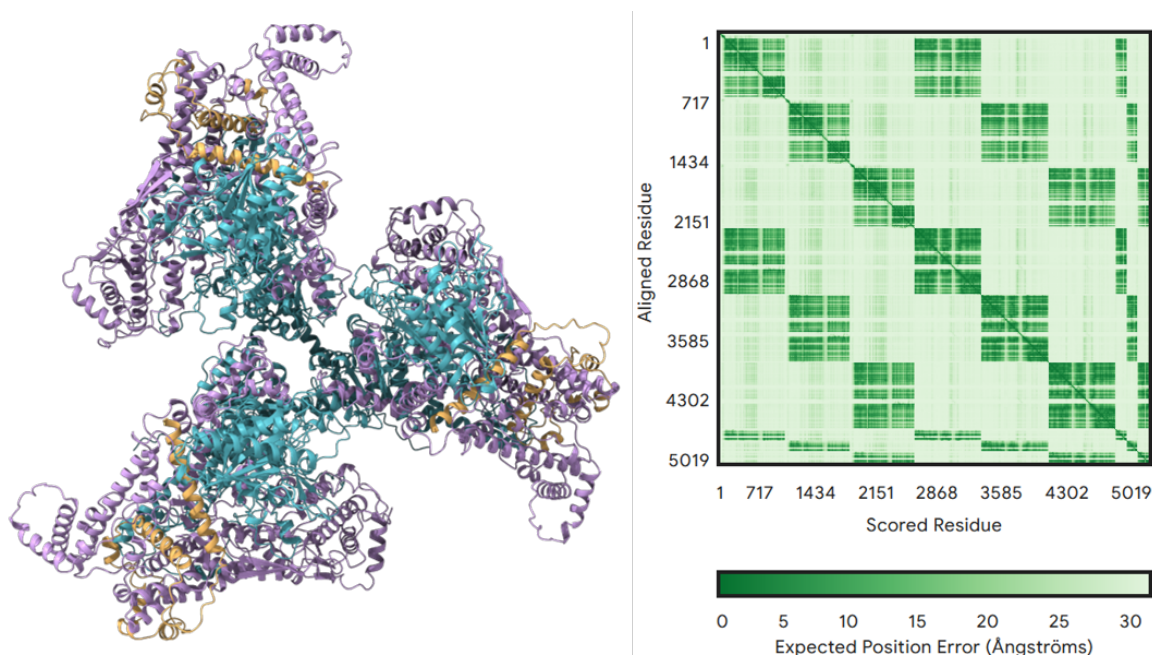 1
717
1434
2151
2868
3585
4302
5019
Aligned Residue
1 717 1434 2151 2868 3585 4302 5019
Scored Residue
0 5 10 15 20 25 30
Expected Position Error (Ångströms)